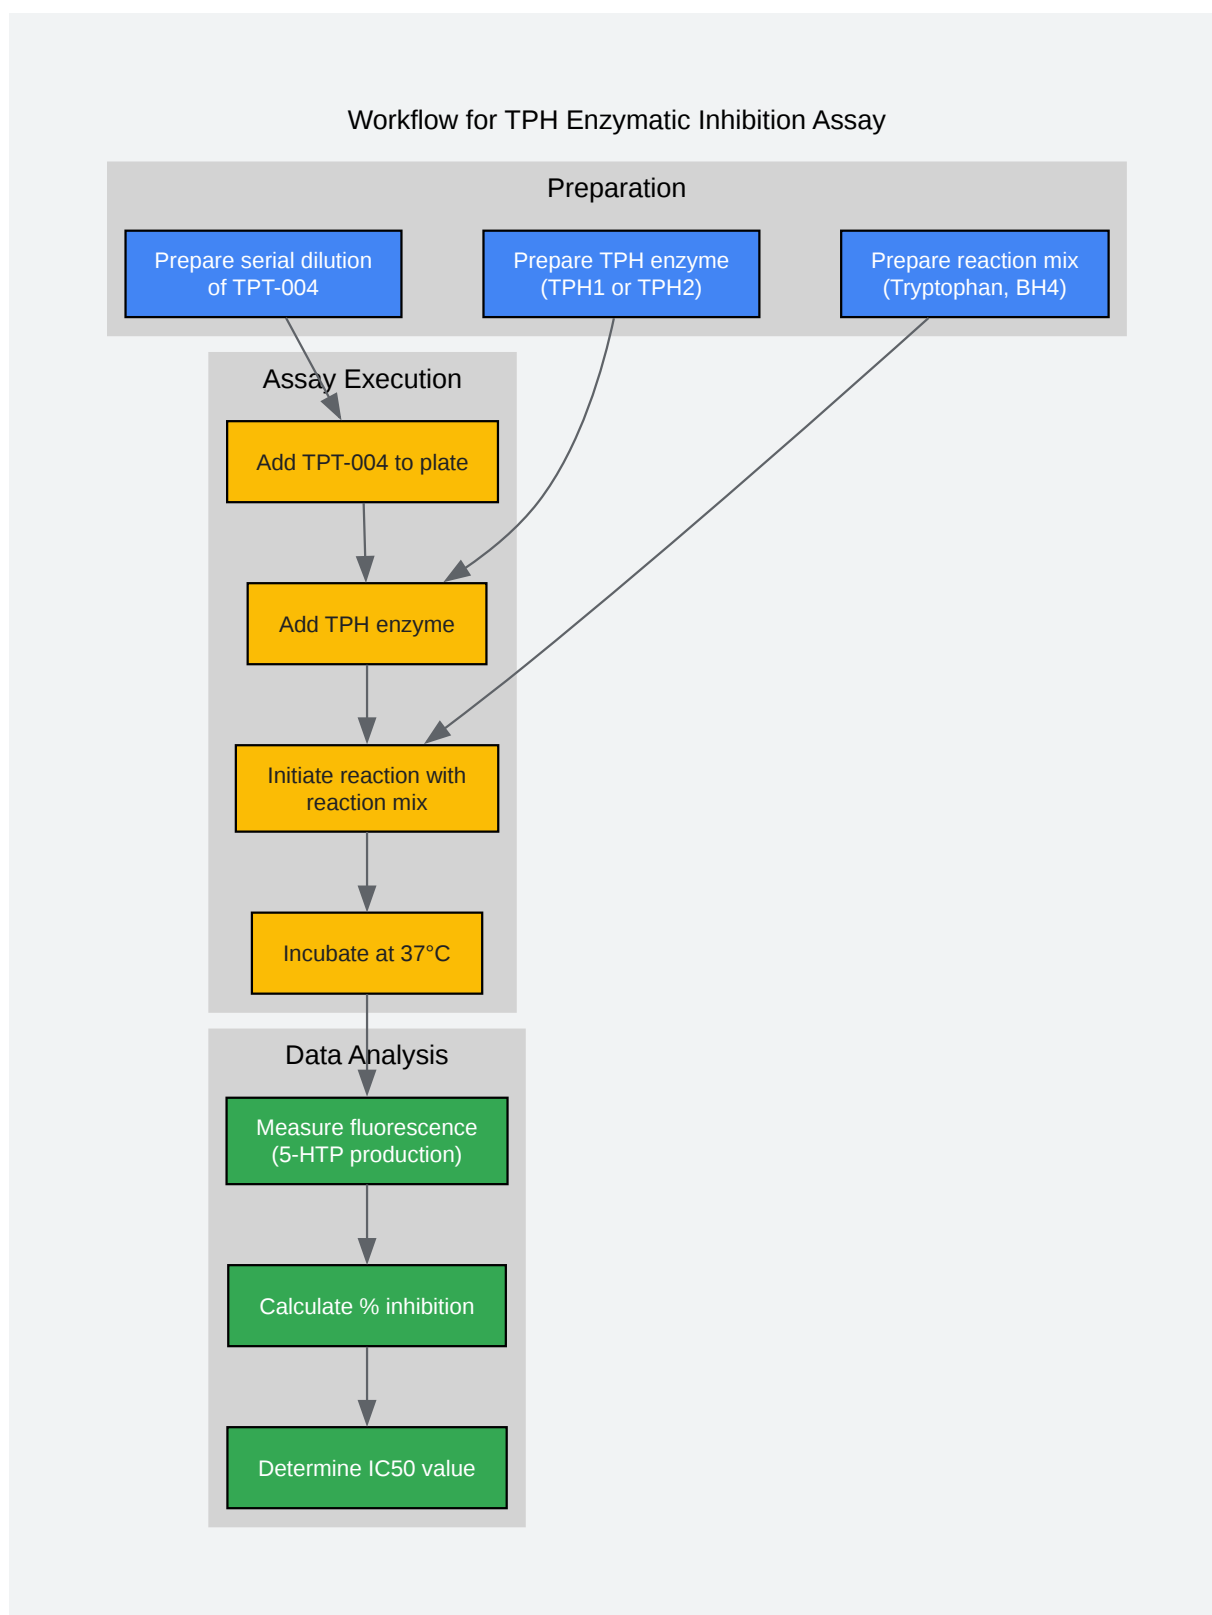 Workflow for TPH Enzymatic Inhibition Assay
Preparation
Prepare serial dilution
of TPT-004
Prepare TPH enzyme
(TPH1 or TPH2)
Prepare reaction mix
(Tryptophan, BH4)
Assay Execution
Add TPT-004 to plate
Add TPH enzyme
Initiate reaction with
reaction mix
Incubate at 37°C
Data Analysis
Measure fluorescence
(5-HTP production)
Calculate % inhibition
Determine IC50 value